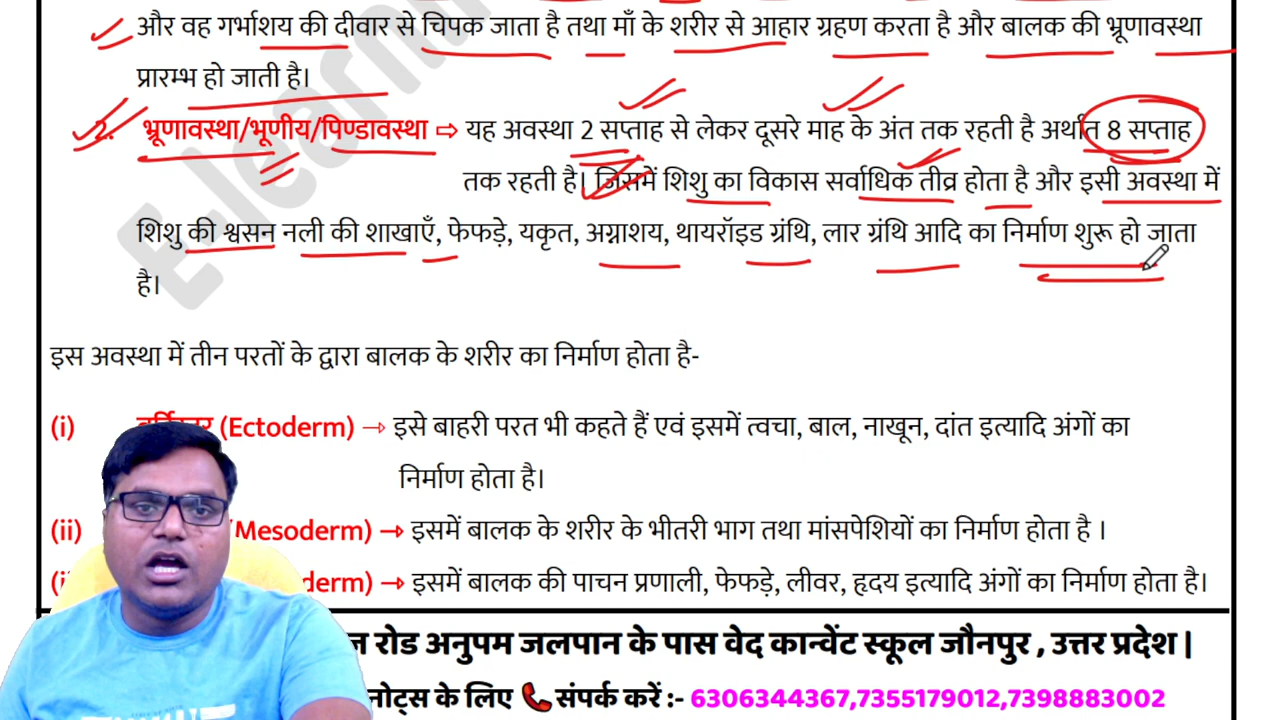 और वह गर्भाशय की दीवार से चिपक जाता है तथा माँ के शरीर से आहार ग्रहण करता है और बालक की भ्रूणावस्था
प्रारम्भ हो जाती है।
2. भ्रूणावस्था/भूणीय/पिण्डावस्था ⇨ यह अवस्था 2 सप्ताह से लेकर दूसरे माह के अंत तक रहती है अर्थात 8 सप्ताह
तक रहती है। जिसमें शिशु का विकास सर्वाधिक तीव्र होता है और इसी अवस्था में
शिशु की श्वसन नली की शाखाएँ, फेफड़े, यकृत, अग्नाशय, थायरॉइड ग्रंथि, लार ग्रंथि आदि का निर्माण शुरू हो जाता
है।
इस अवस्था में तीन परतों के द्वारा बालक के शरीर का निर्माण होता है-
(i) (Ectoderm) → इसे बाहरी परत भी कहते हैं एवं इसमें त्वचा, बाल, नाखून, दांत इत्यादि अंगों का
निर्माण होता है।
(ii) (Mesoderm) → इसमें बालक के शरीर के भीतरी भाग तथा मांसपेशियों का निर्माण होता है ।
derm) → इसमें बालक की पाचन प्रणाली, फेफड़े, लीवर, हृदय इत्यादि अंगों का निर्माण होता है।
रोड अनुपम जलपान के पास वेद कान्वेंट स्कूल जौनपुर , उत्तर प्रदेश |
नोट्स के लिए संपर्क करें :- 6306344367,7355179012,7398883002
E-learn